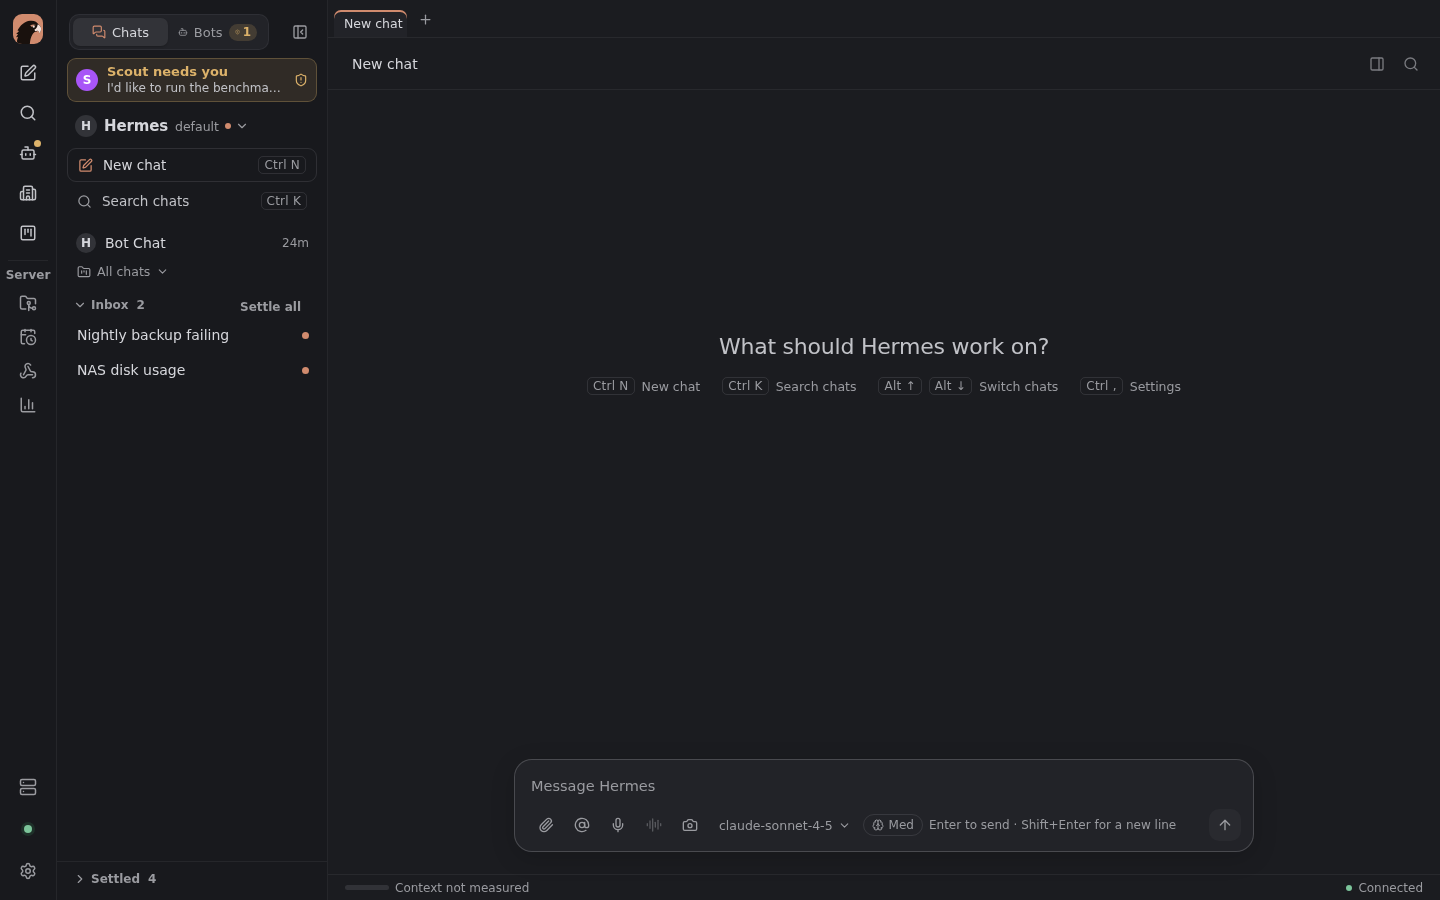 Chats
Bots 1
Scout needs you
S
I'd like to run the benchma...
H Hermes default
New chat Ctrl N
Search chats Ctrl K
H Bot Chat 24m
All chats
Inbox 2 Settle all
Nightly backup failing
NAS disk usage
Settled 4
Server
New chat
New chat
What should Hermes work on?
Ctrl N New chat Ctrl K Search chats Alt ↑ Alt ↓ Switch chats Ctrl , Settings
Message Hermes
claude-sonnet-4-5 Med Enter to send · Shift+Enter for a new line
Context not measured Connected